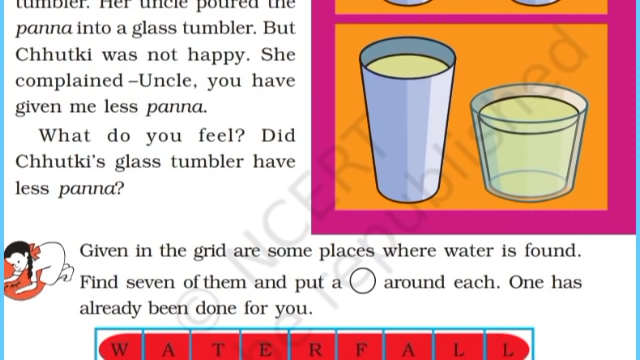 tumbler. Her uncle poured the
panna into a glass tumbler. But
Chhutki was not happy. She
complained –Uncle, you have
given me less panna.
What do you feel? Did
Chhutki's glass tumbler have
less panna?
Given in the grid are some places where water is found.
Find seven of them and put a around each. One has
already been done for you.
W A T E R F A L L
© NCERT
be republished